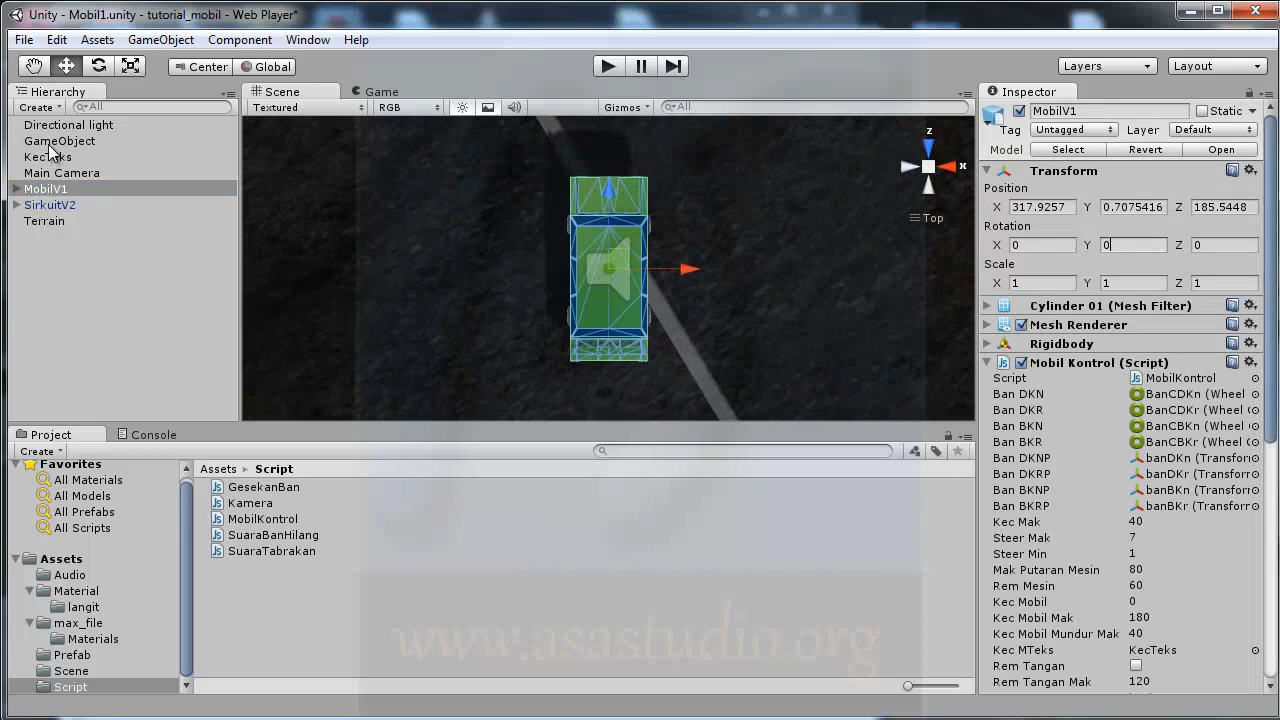 Unity - Mobil1.unity - tutorial_mobil - Web Player*
File Edit Assets GameObject Component Window Help
Center Global Layers Layout
Hierarchy
Create All
Directional light
GameObject
KecTeks
Main Camera
MobilV1
SirkuitV2
Terrain
Scene Game
Textured RGB Gizmos All
z
x
Top
Inspector
MobilV1 Static
Tag Untagged Layer Default
Model Select Revert Open
Transform
Position
X 317.9257 Y 0.7075416 Z 185.5448
Rotation
X 0 Y 0 Z 0
Scale
X 1 Y 1 Z 1
Cylinder 01 (Mesh Filter)
Mesh Renderer
Rigidbody
Mobil Kontrol (Script)
Script MobilKontrol
Ban DKN BanCDKn (Wheel
Ban DKR BanCDKr (Wheel
Ban BKN BanCBKn (Wheel
Ban BKR BanCBKr (Wheel
Ban DKNP banDKn (Transform
Ban DKRP banDKr (Transform
Ban BKNP banBKn (Transform
Ban BKRP banBKr (Transform
Kec Mak 40
Steer Mak 7
Steer Min 1
Mak Putaran Mesin 80
Rem Mesin 60
Kec Mobil 0
Kec Mobil Mak 180
Kec Mobil Mundur Mak 40
Kec MTeks KecTeks
Rem Tangan
Rem Tangan Mak 120
Project Console
Create
Favorites
All Materials
All Models
All Prefabs
All Scripts
Assets
Audio
Material
langit
max_file
Materials
Prefab
Scene
Script
Assets Script
GesekanBan
Kamera
MobilKontrol
SuaraBanHilang
SuaraTabrakan
www.asastudio.org